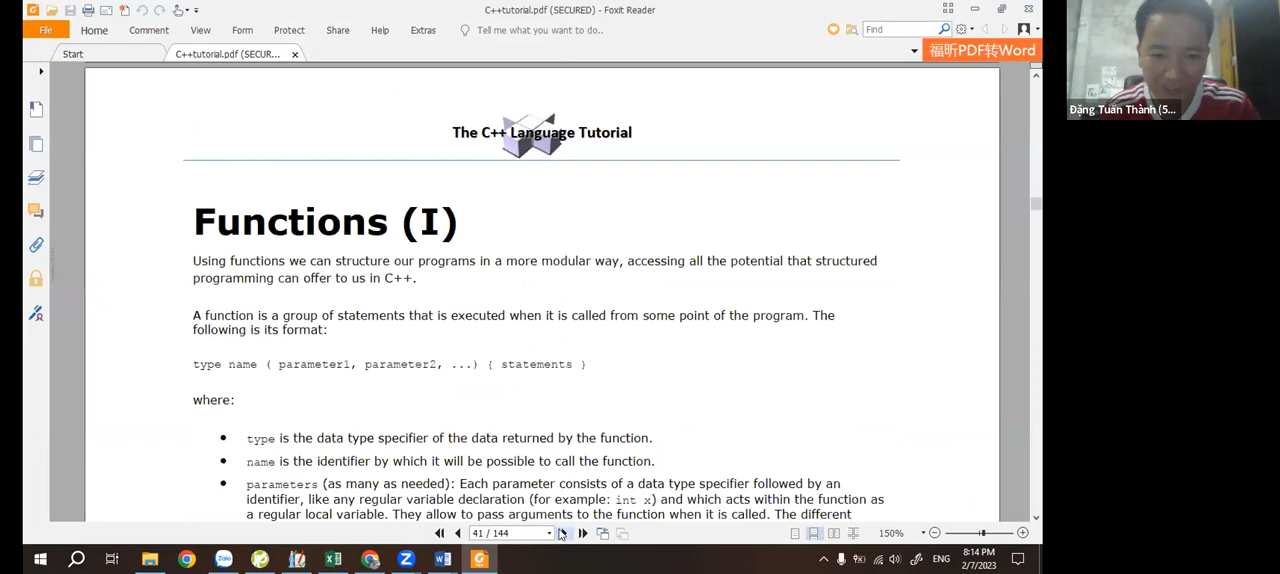 C++tutorial.pdf (SECURED) - Foxit Reader
File Home Comment View Form Protect Share Help Extras Tell me what you want to do.. Find
Start C++tutorial.pdf (SECUR... 福昕PDF转Word
The C++ Language Tutorial
Functions (I)
Using functions we can structure our programs in a more modular way, accessing all the potential that structured
programming can offer to us in C++.
A function is a group of statements that is executed when it is called from some point of the program. The
following is its format:
type name ( parameter1, parameter2, ...) { statements }
where:
• type is the data type specifier of the data returned by the function.
• name is the identifier by which it will be possible to call the function.
• parameters (as many as needed): Each parameter consists of a data type specifier followed by an
identifier, like any regular variable declaration (for example: int x) and which acts within the function as
a regular local variable. They allow to pass arguments to the function when it is called. The different
41 / 144 150%
ENG 8:14 PM
2/7/2023
Zalo
Đặng Tuấn Thành (5...